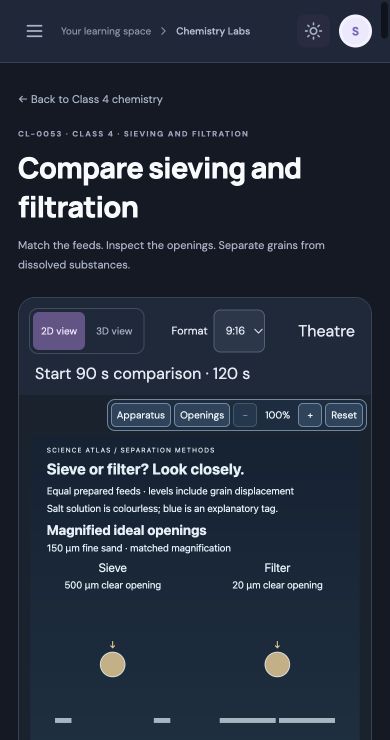 Your learning space > Chemistry Labs
S
← Back to Class 4 chemistry
CL-0053 · CLASS 4 · SIEVING AND FILTRATION
Compare sieving and
filtration
Match the feeds. Inspect the openings. Separate grains from
dissolved substances.
2D view 3D view Format 9:16 Theatre
Start 90 s comparison · 120 s
Apparatus Openings − 100% + Reset
SCIENCE ATLAS / SEPARATION METHODS
Sieve or filter? Look closely.
Equal prepared feeds · levels include grain displacement
Salt solution is colourless; blue is an explanatory tag.
Magnified ideal openings
150 μm fine sand · matched magnification
Sieve Filter
500 μm clear opening 20 μm clear opening